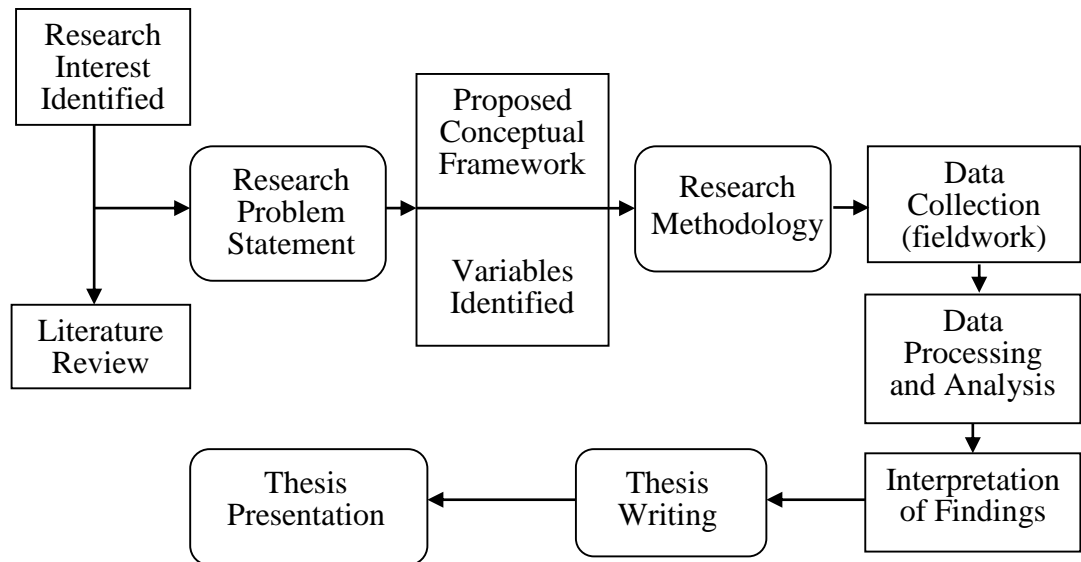 Research
Interest
Identified
Literature
Review
Research
Problem
Statement
Proposed
Conceptual
Framework
Variables
Identified
Research
Methodology
Data
Collection
(fieldwork)
Data
Processing
and Analysis
Interpretation
of Findings
Thesis
Writing
Thesis
Presentation